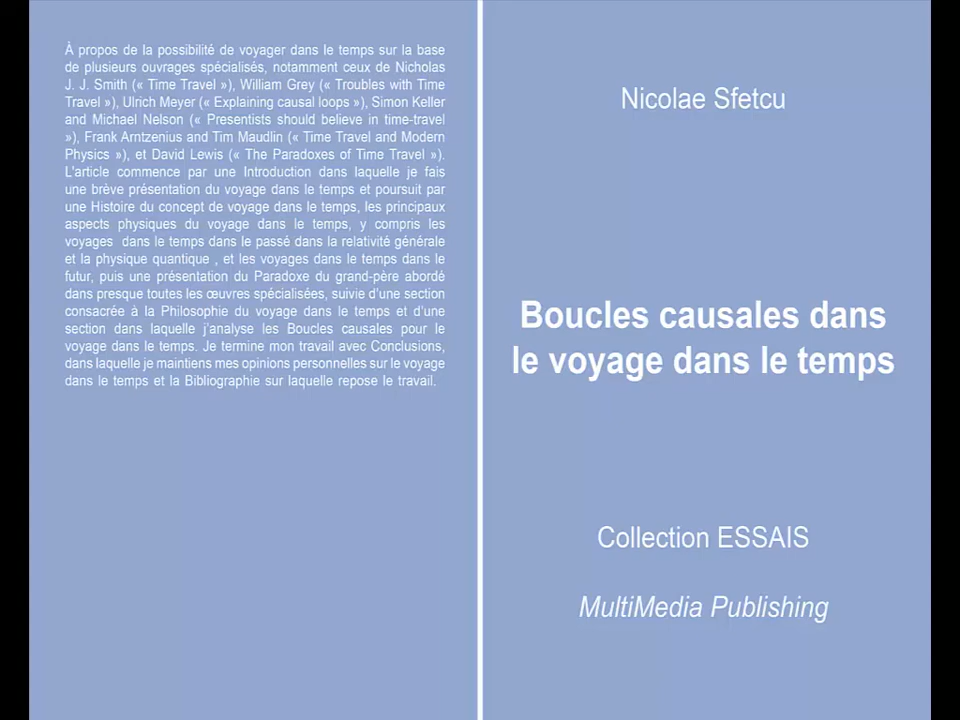 À propos de la possibilité de voyager dans le temps sur la base
de plusieurs ouvrages spécialisés, notamment ceux de Nicholas
J. J. Smith (« Time Travel »), William Grey (« Troubles with Time
Travel »), Ulrich Meyer (« Explaining causal loops »), Simon Keller
and Michael Nelson (« Presentists should believe in time-travel
»), Frank Arntzenius and Tim Maudlin (« Time Travel and Modern
Physics »), et David Lewis (« The Paradoxes of Time Travel »).
L'article commence par une Introduction dans laquelle je fais
une brève présentation du voyage dans le temps et poursuit par
une Histoire du concept de voyage dans le temps, les principaux
aspects physiques du voyage dans le temps, y compris les
voyages dans le temps dans le passé dans la relativité générale
et la physique quantique , et les voyages dans le temps dans le
futur, puis une présentation du Paradoxe du grand-père abordé
dans presque toutes les œuvres spécialisées, suivie d'une section
consacrée à la Philosophie du voyage dans le temps et d'une
section dans laquelle j'analyse les Boucles causales pour le
voyage dans le temps. Je termine mon travail avec Conclusions,
dans laquelle je maintiens mes opinions personnelles sur le voyage
dans le temps et la Bibliographie sur laquelle repose le travail.
Nicolae Sfetcu
Boucles causales dans
le voyage dans le temps
Collection ESSAIS
MultiMedia Publishing